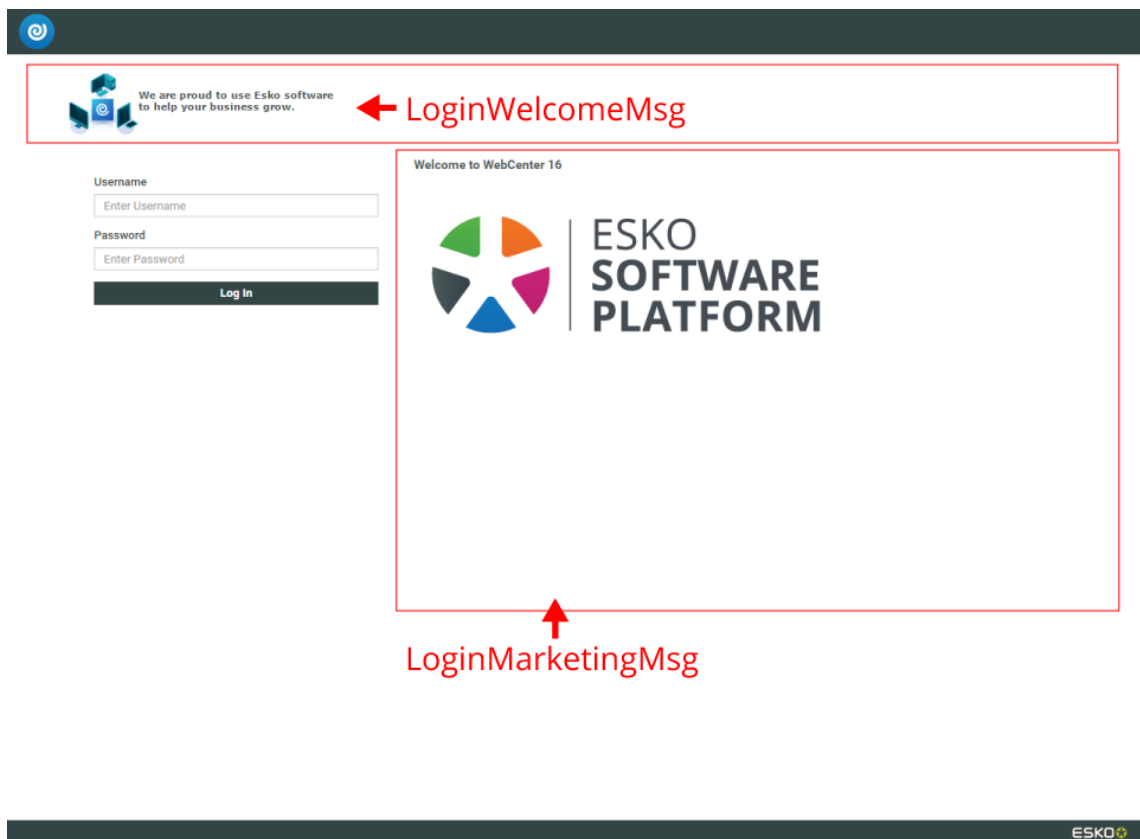 We are proud to use Esko software
to help your business grow.
LoginWelcomeMsg
Welcome to WebCenter 16
Username
Enter Username
Password
Enter Password
Log In
ESKO
SOFTWARE
PLATFORM
LoginMarketingMsg
ESKO